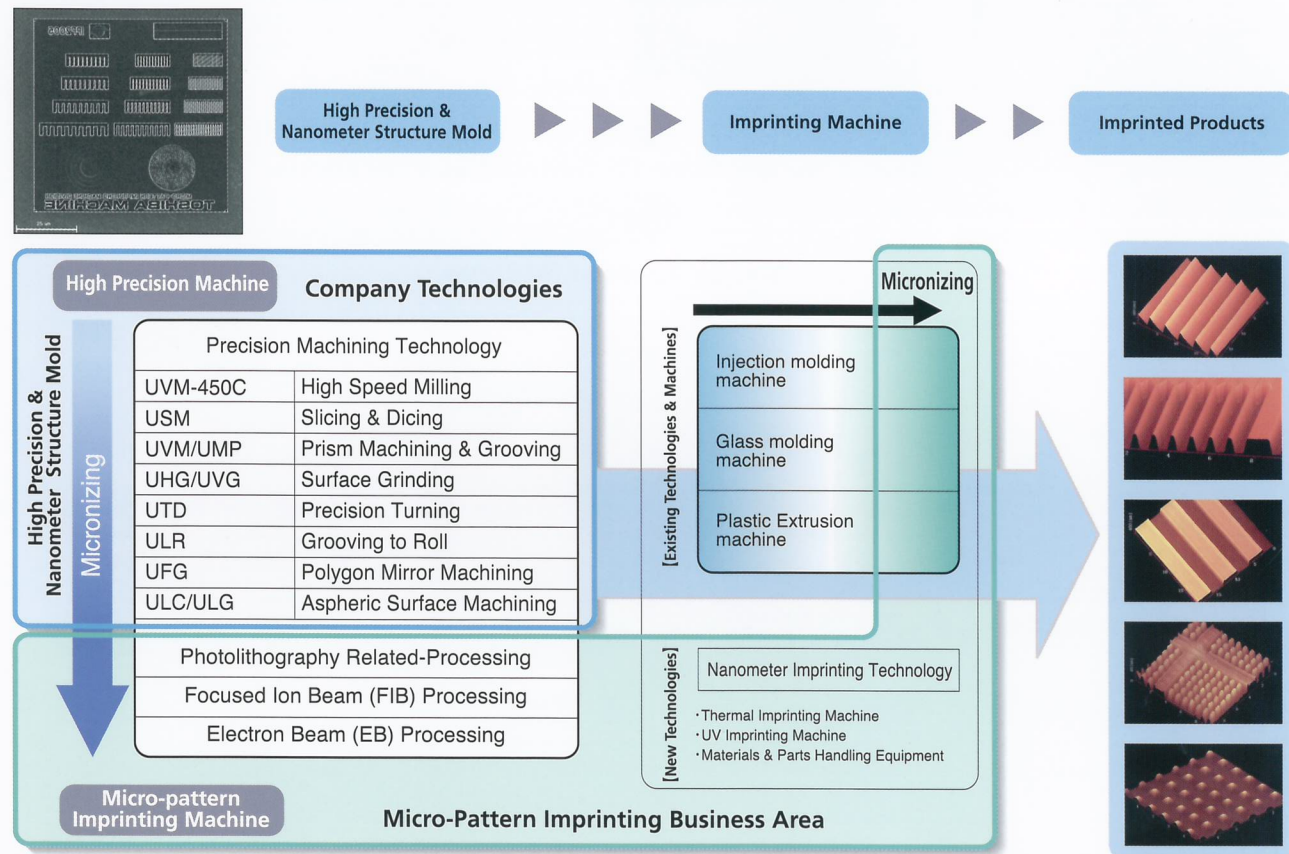 High Precision &
Nanometer Structure Mold
Imprinting Machine
Imprinted Products
TOSHIBA MACHINE
High Precision Machine
Company Technologies
High Precision &
Nanometer Structure Mold
Micronizing
Precision Machining Technology
UVM-450C High Speed Milling
USM Slicing & Dicing
UVM/UMP Prism Machining & Grooving
UHG/UVG Surface Grinding
UTD Precision Turning
ULR Grooving to Roll
UFG Polygon Mirror Machining
ULC/ULG Aspheric Surface Machining
Photolithography Related-Processing
Focused Ion Beam (FIB) Processing
Electron Beam (EB) Processing
Micro-pattern
Imprinting Machine
Micro-Pattern Imprinting Business Area
Micronizing
[Existing Technologies & Machines]
Injection molding
machine
Glass molding
machine
Plastic Extrusion
machine
[New Technologies]
Nanometer Imprinting Technology
・Thermal Imprinting Machine
・UV Imprinting Machine
・Materials & Parts Handling Equipment